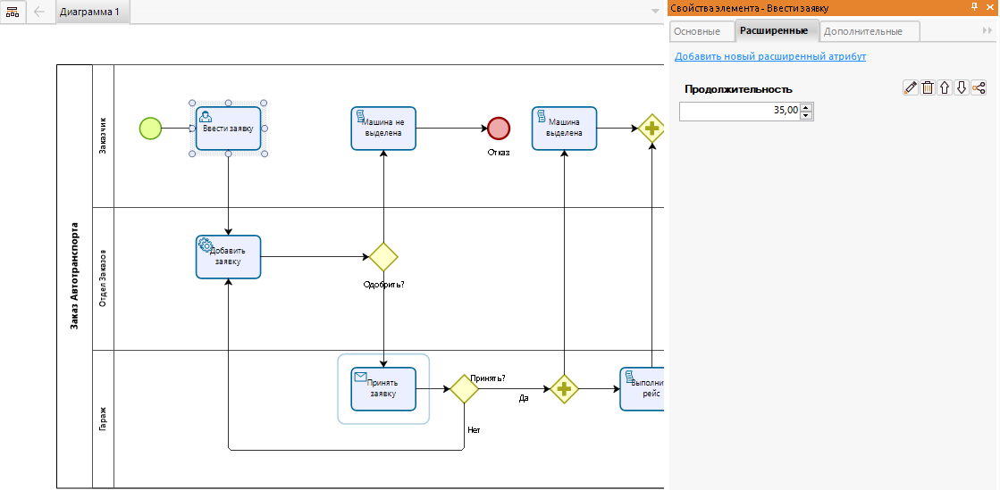 Диаграмма 1
Свойства элемента - Ввести заявку
Основные
Расширенные
Дополнительные
Добавить новый расширенный атрибут
Продолжительность
35,00
Заказ Автотранспорта
Заказчик
Ввести заявку
Машина не
выделена
Отказ
Машина
выделена
Отдел Заказов
Добавить
заявку
Одобрить?
Гараж
Принять
заявку
Принять?
Да
Нет
Выполни
рейс